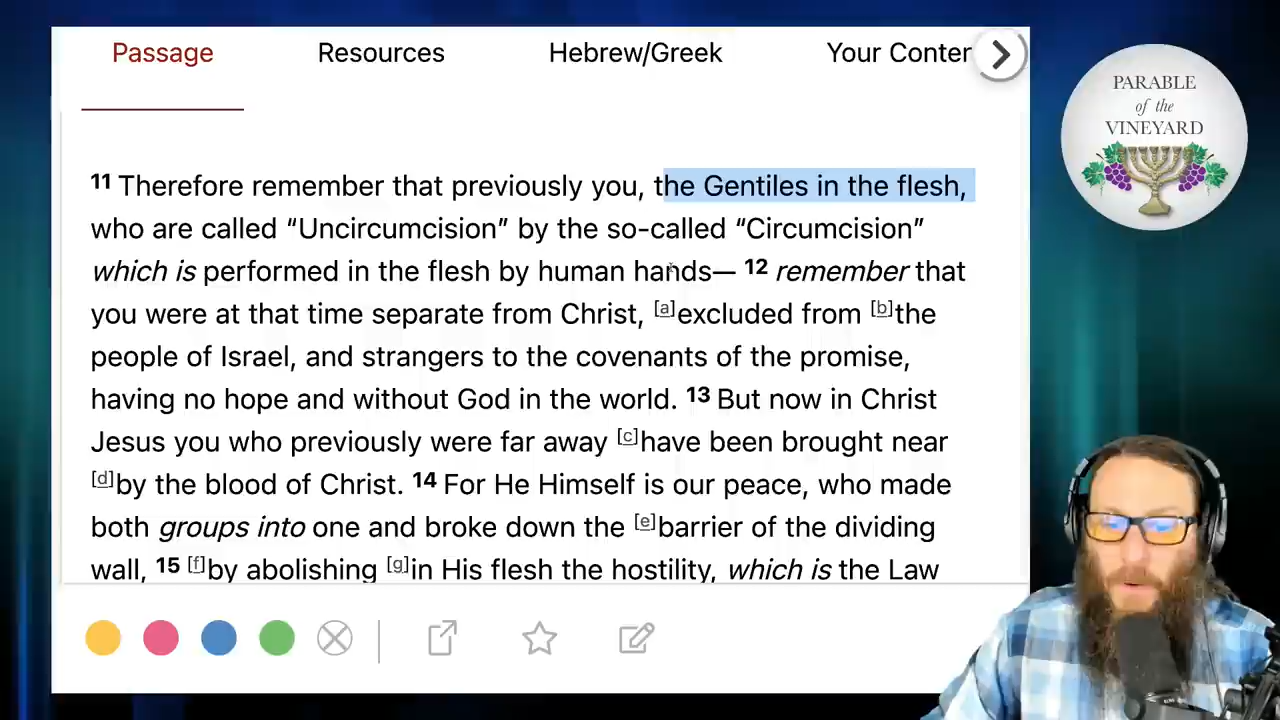 Passage Resources Hebrew/Greek Your Conten
PARABLE
of the
VINEYARD
11 Therefore remember that previously you, the Gentiles in the flesh,
who are called “Uncircumcision” by the so-called “Circumcision”
which is performed in the flesh by human hands— 12 remember that
you were at that time separate from Christ, [a]excluded from [b]the
people of Israel, and strangers to the covenants of the promise,
having no hope and without God in the world. 13 But now in Christ
Jesus you who previously were far away [c]have been brought near
[d]by the blood of Christ. 14 For He Himself is our peace, who made
both groups into one and broke down the [e]barrier of the dividing
wall, 15 [f]by abolishing [g]in His flesh the hostility, which is the Law